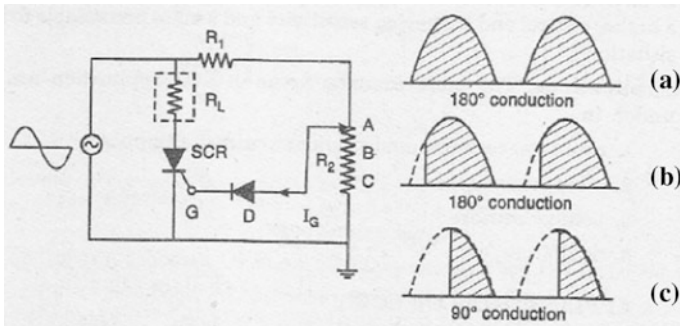 R1
(a)
180° conduction
RL
A
SCR
R2
B
C
G
D
IG
(b)
180° conduction
(c)
90° conduction